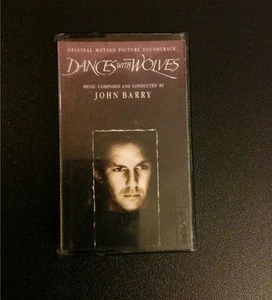 ORIGINAL MOTION PICTURE SOUNDTRACK
DANCES WITH WOLVES
MUSIC COMPOSED AND CONDUCTED BY
JOHN BARRY